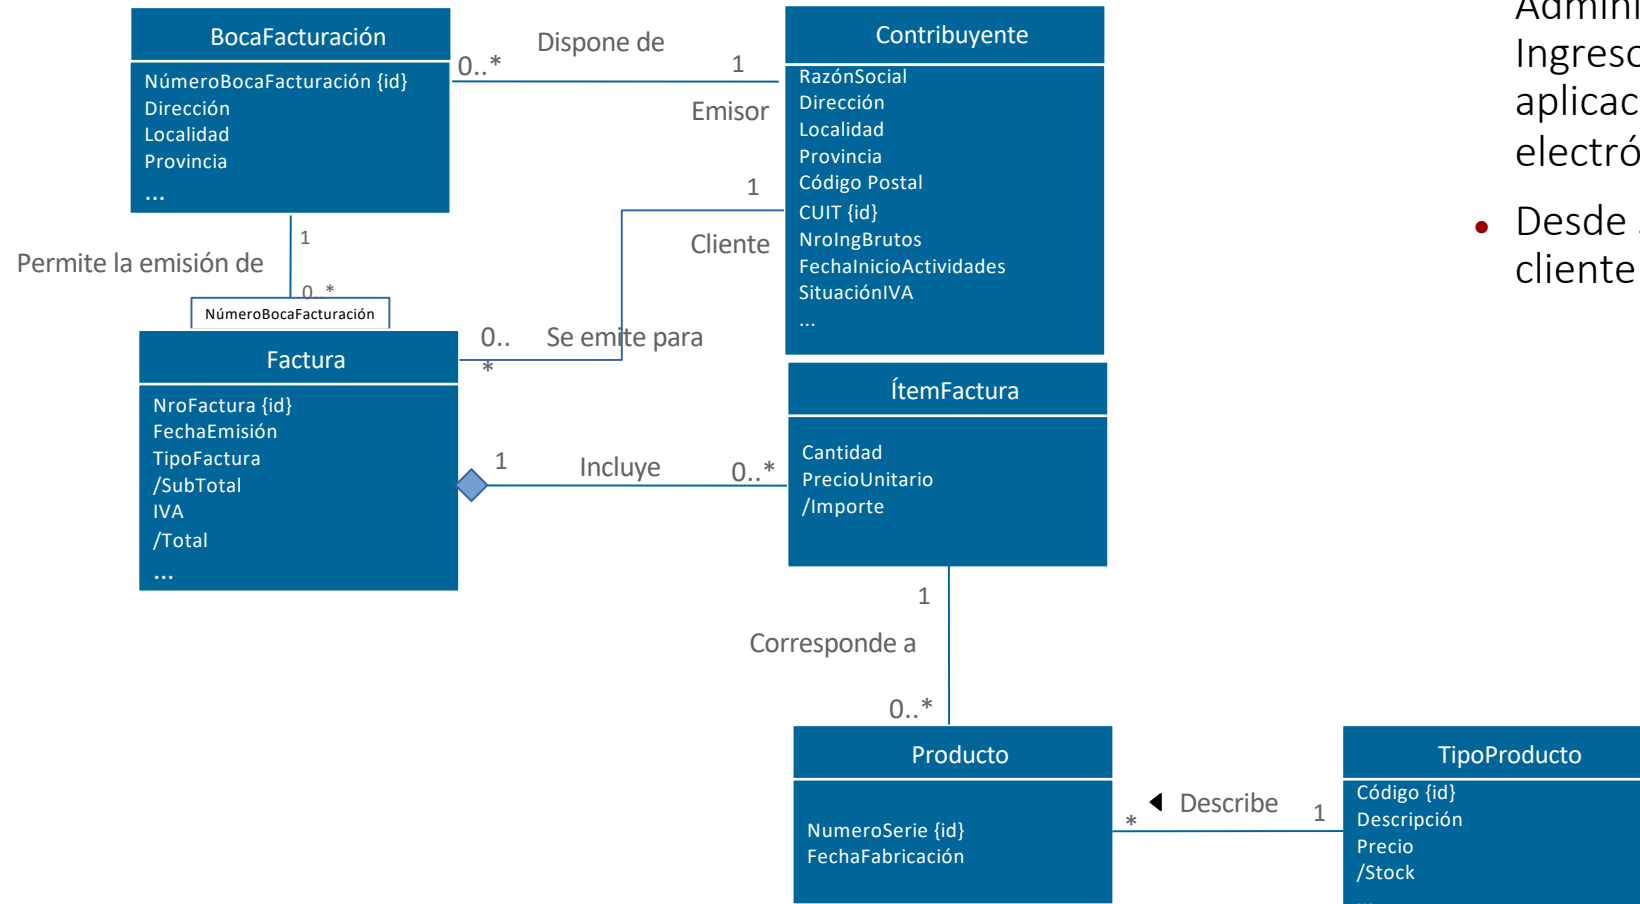 BocaFacturación
NúmeroBocaFacturación {id}
Dirección
Localidad
Provincia
...
Dispone de
0..*
1
Emisor
Contribuyente
RazónSocial
Dirección
Localidad
Provincia
Código Postal
CUIT {id}
NroIngBrutos
FechaInicioActividades
SituaciónIVA
...
1
Cliente
1
Permite la emisión de
0..*
NúmeroBocaFacturación
0..
*
Se emite para
Factura
NroFactura {id}
FechaEmisión
TipoFactura
/SubTotal
IVA
/Total
...
1
Incluye
0..*
ÍtemFactura
Cantidad
PrecioUnitario
/Importe
1
Corresponde a
0..*
Producto
NumeroSerie {id}
FechaFabricación
◀ Describe
*
1
TipoProducto
Código {id}
Descripción
Precio
/Stock
...
Ingreso
aplicac
electró
• Desde
cliente